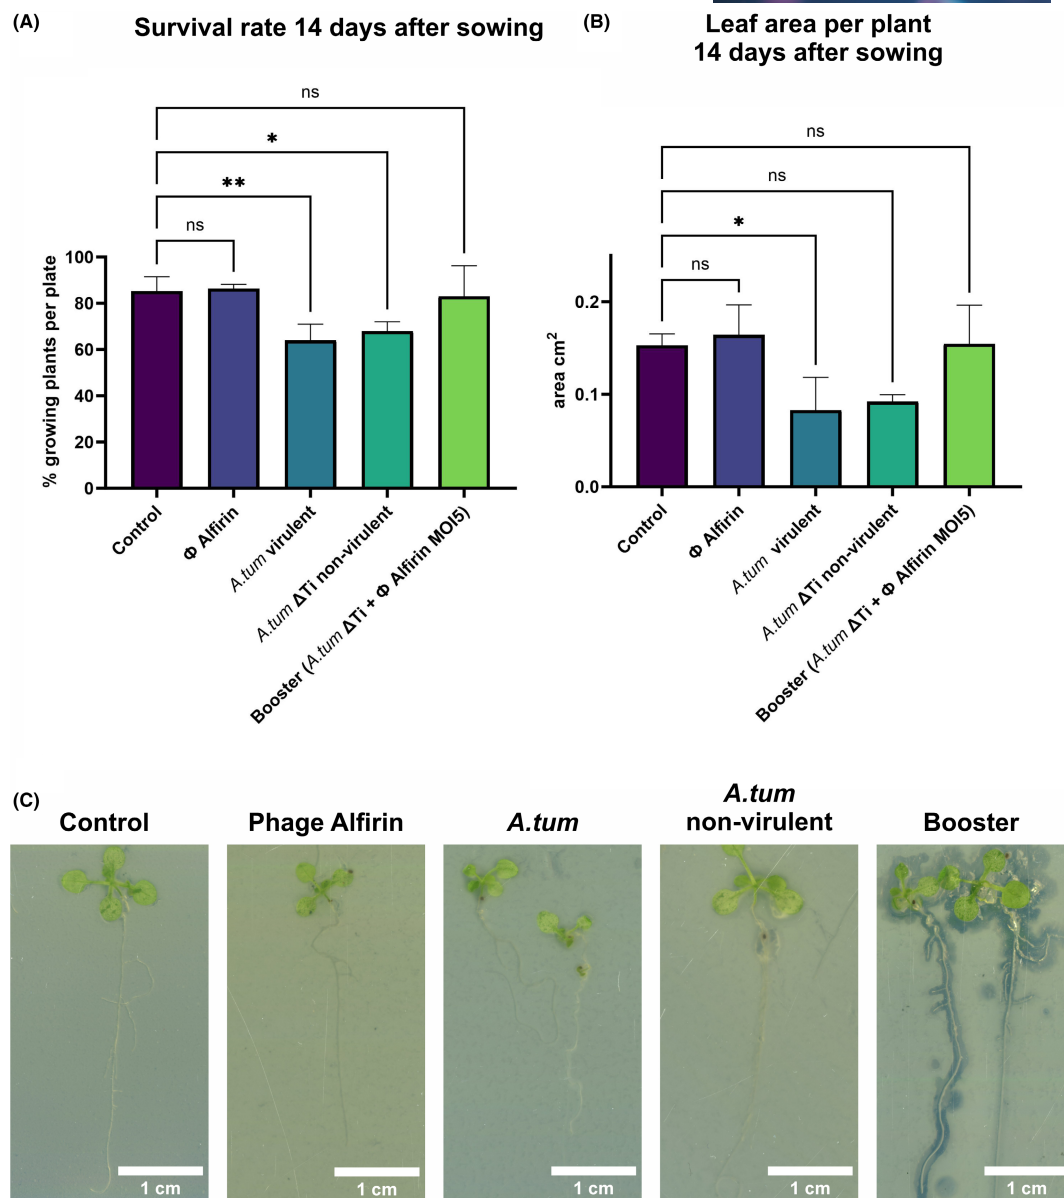 (A)
Survival rate 14 days after sowing
ns
*
**
ns
100
80
60
40
20
0
% growing plants per plate
Control
Φ Alfirin
A.tum virulent
A.tum ΔTi non-virulent
Booster (A.tum ΔTi + Φ Alfirin MOI5)
(B)
Leaf area per plant
14 days after sowing
ns
ns
*
ns
0.2
0.1
0.0
area cm²
Control
Φ Alfirin
A.tum virulent
A.tum ΔTi non-virulent
Booster (A.tum ΔTi + Φ Alfirin MOI5)
(C)
Control
Phage Alfirin
A.tum
A.tum
non-virulent
Booster
1 cm
1 cm
1 cm
1 cm
1 cm